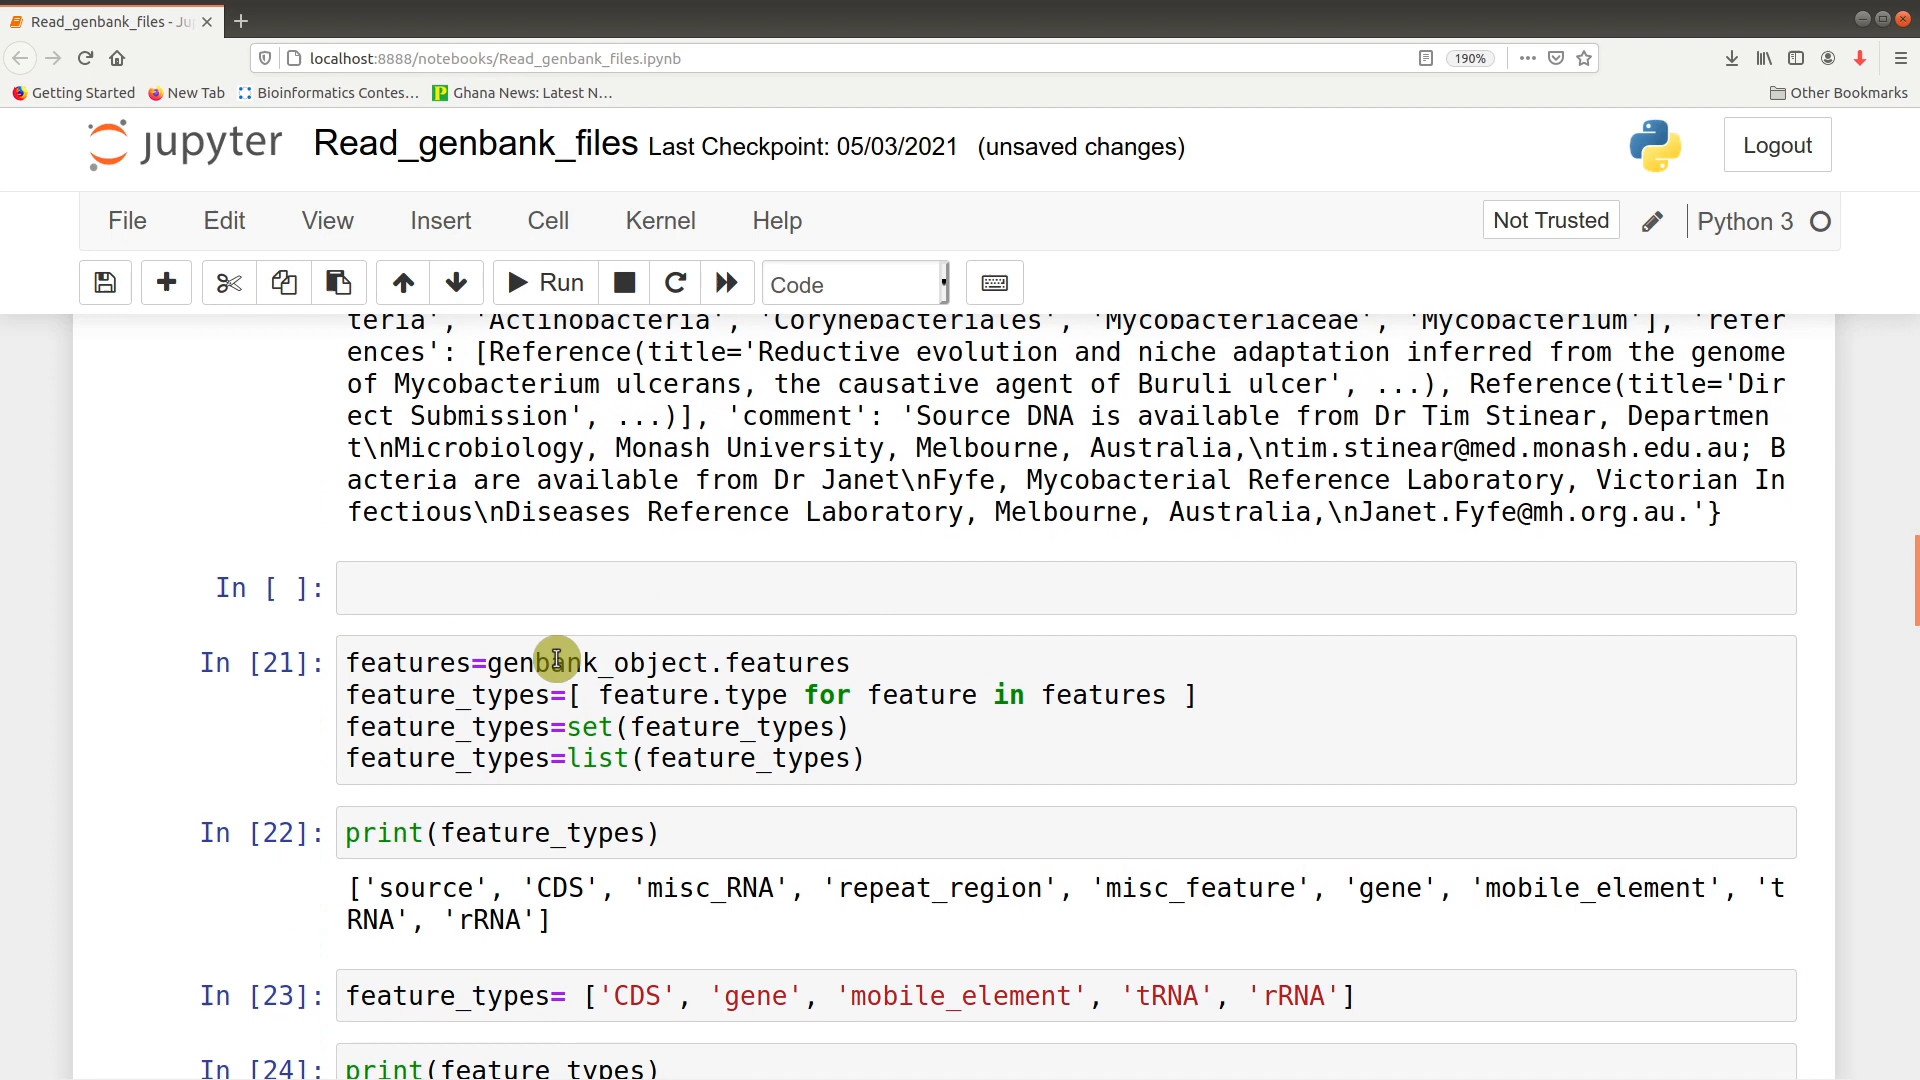 Read_genbank_files - Ju
localhost:8888/notebooks/Read_genbank_files.ipynb
190%
Getting Started
New Tab
Bioinformatics Contes...
Ghana News: Latest N...
Other Bookmarks
jupyter
Read_genbank_files Last Checkpoint: 05/03/2021 (unsaved changes)
Logout
File
Edit
View
Insert
Cell
Kernel
Help
Not Trusted
Python 3
Run
Code
teria', 'Actinobacteria', 'Corynebacteriales', 'Mycobacteriaceae', 'Mycobacterium'], 'refer
ences': [Reference(title='Reductive evolution and niche adaptation inferred from the genome
of Mycobacterium ulcerans, the causative agent of Buruli ulcer', ...), Reference(title='Dir
ect Submission', ...)], 'comment': 'Source DNA is available from Dr Tim Stinear, Departmen
t\nMicrobiology, Monash University, Melbourne, Australia,\ntim.stinear@med.monash.edu.au; B
acteria are available from Dr Janet\nFyfe, Mycobacterial Reference Laboratory, Victorian In
fectious\nDiseases Reference Laboratory, Melbourne, Australia,\nJanet.Fyfe@mh.org.au.'}
In [ ]:
In [21]: features=genbank_object.features
feature_types=[ feature.type for feature in features ]
feature_types=set(feature_types)
feature_types=list(feature_types)
In [22]: print(feature_types)
['source', 'CDS', 'misc_RNA', 'repeat_region', 'misc_feature', 'gene', 'mobile_element', 't
RNA', 'rRNA']
In [23]: feature_types= ['CDS', 'gene', 'mobile_element', 'tRNA', 'rRNA']
In [24]: print(feature_types)